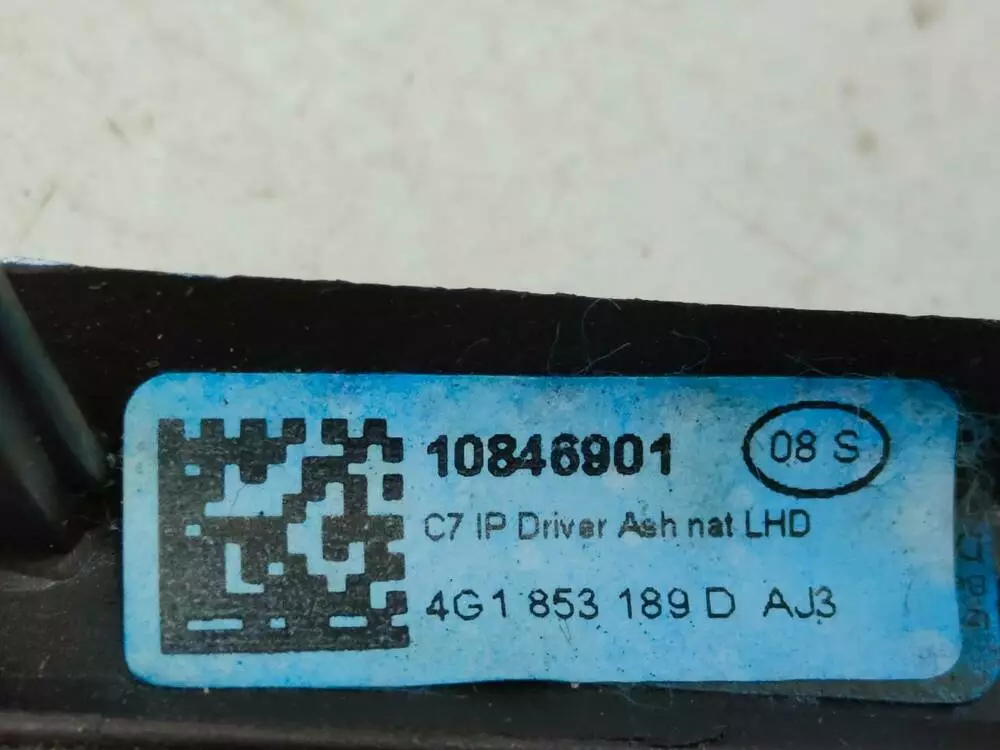 10846901
08 S
C7 IP Driver Ash nat LHD
4G1 853 189 D AJ3